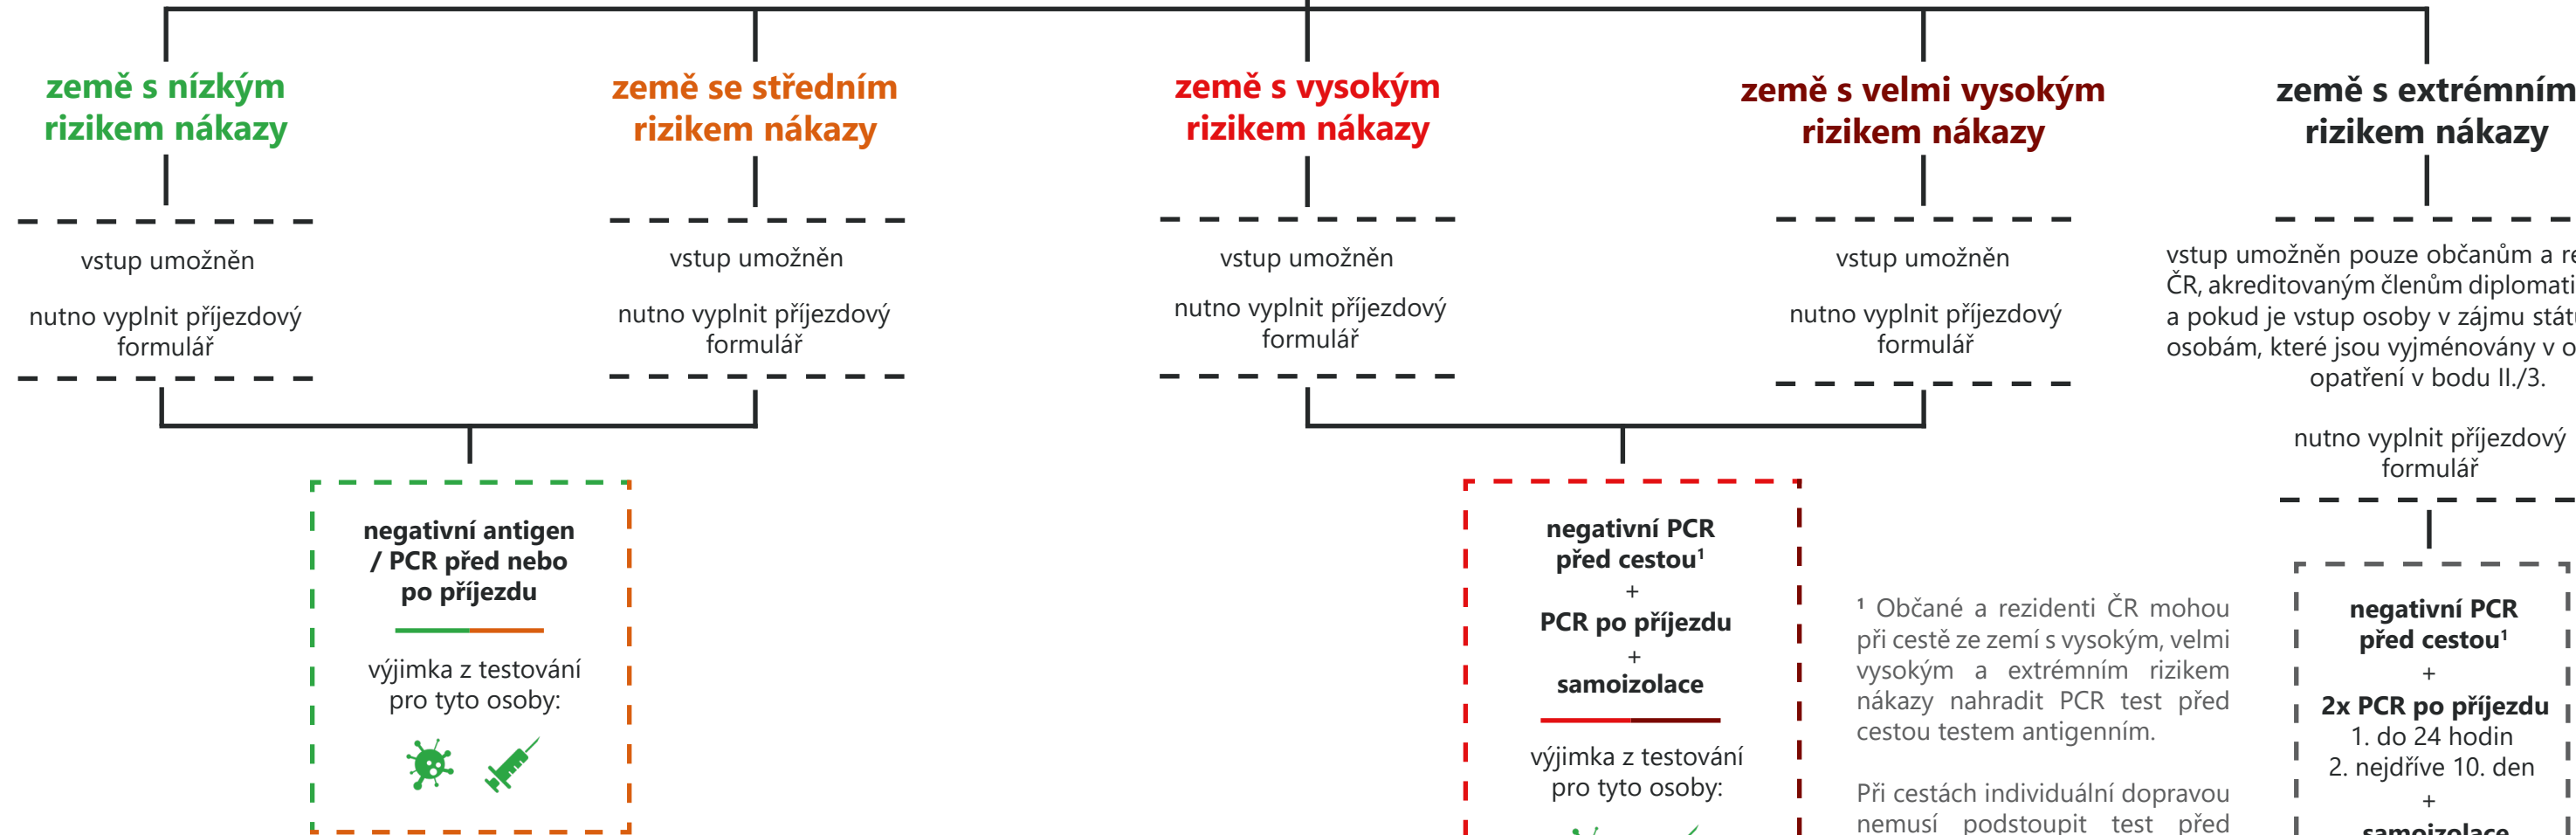 země s nízkým
rizikem nákazy
vstup umožněn
nutno vyplnit příjezdový
formulář
země se středním
rizikem nákazy
vstup umožněn
nutno vyplnit příjezdový
formulář
negativní antigen
/ PCR před nebo
po příjezdu
výjimka z testování
pro tyto osoby:
země s vysokým
rizikem nákazy
vstup umožněn
nutno vyplnit příjezdový
formulář
země s velmi vysokým
rizikem nákazy
vstup umožněn
nutno vyplnit příjezdový
formulář
negativní PCR
před cestou¹
+
PCR po příjezdu
+
samoizolace
výjimka z testování
pro tyto osoby:
¹ Občané a rezidenti ČR mohou
při cestě ze zemí s vysokým, velmi
vysokým a extrémním rizikem
nákazy nahradit PCR test před
cestou testem antigenním.
Při cestách individuální dopravou
nemusí podstoupit test před
země s extrémním
rizikem nákazy
vstup umožněn pouze občanům a
ČR, akreditovaným členům
a pokud je vstup osoby v zájmu
osobám, které jsou vyjménovány v
opatření v bodu II./3.
nutno vyplnit příjezdový
formulář
negativní PCR
před cestou¹
+
2x PCR po příjezdu
1. do 24 hodin
2. nejdříve 10. den
+
samoizolace